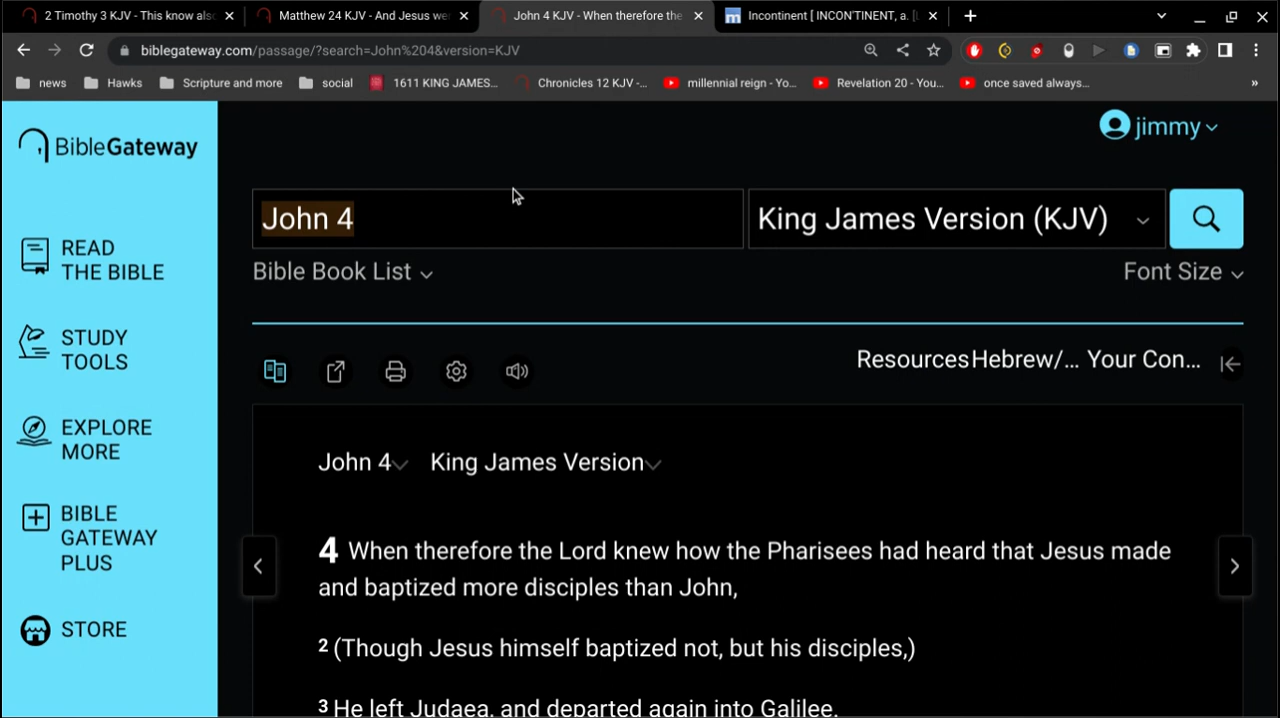 2 Timothy 3 KJV - This know als
Matthew 24 KJV - And Jesus we
John 4 KJV - When therefore the
Incontinent [ INCON'TINENT, a. [L
biblegateway.com/passage/?search=John%204&version=KJV
news
Hawks
Scripture and more
social
1611 KING JAMES...
Chronicles 12 KJV -...
millennial reign - Yo...
Revelation 20 - You...
once saved always...
»
BibleGateway
jimmy
John 4
King James Version (KJV)
Bible Book List
Font Size
READ
THE BIBLE
STUDY
TOOLS
EXPLORE
MORE
BIBLE
GATEWAY
PLUS
STORE
Resources Hebrew/... Your Con...
John 4 King James Version
4 When therefore the Lord knew how the Pharisees had heard that Jesus made
and baptized more disciples than John,
2 (Though Jesus himself baptized not, but his disciples,)
3 He left Judaea, and departed again into Galilee.